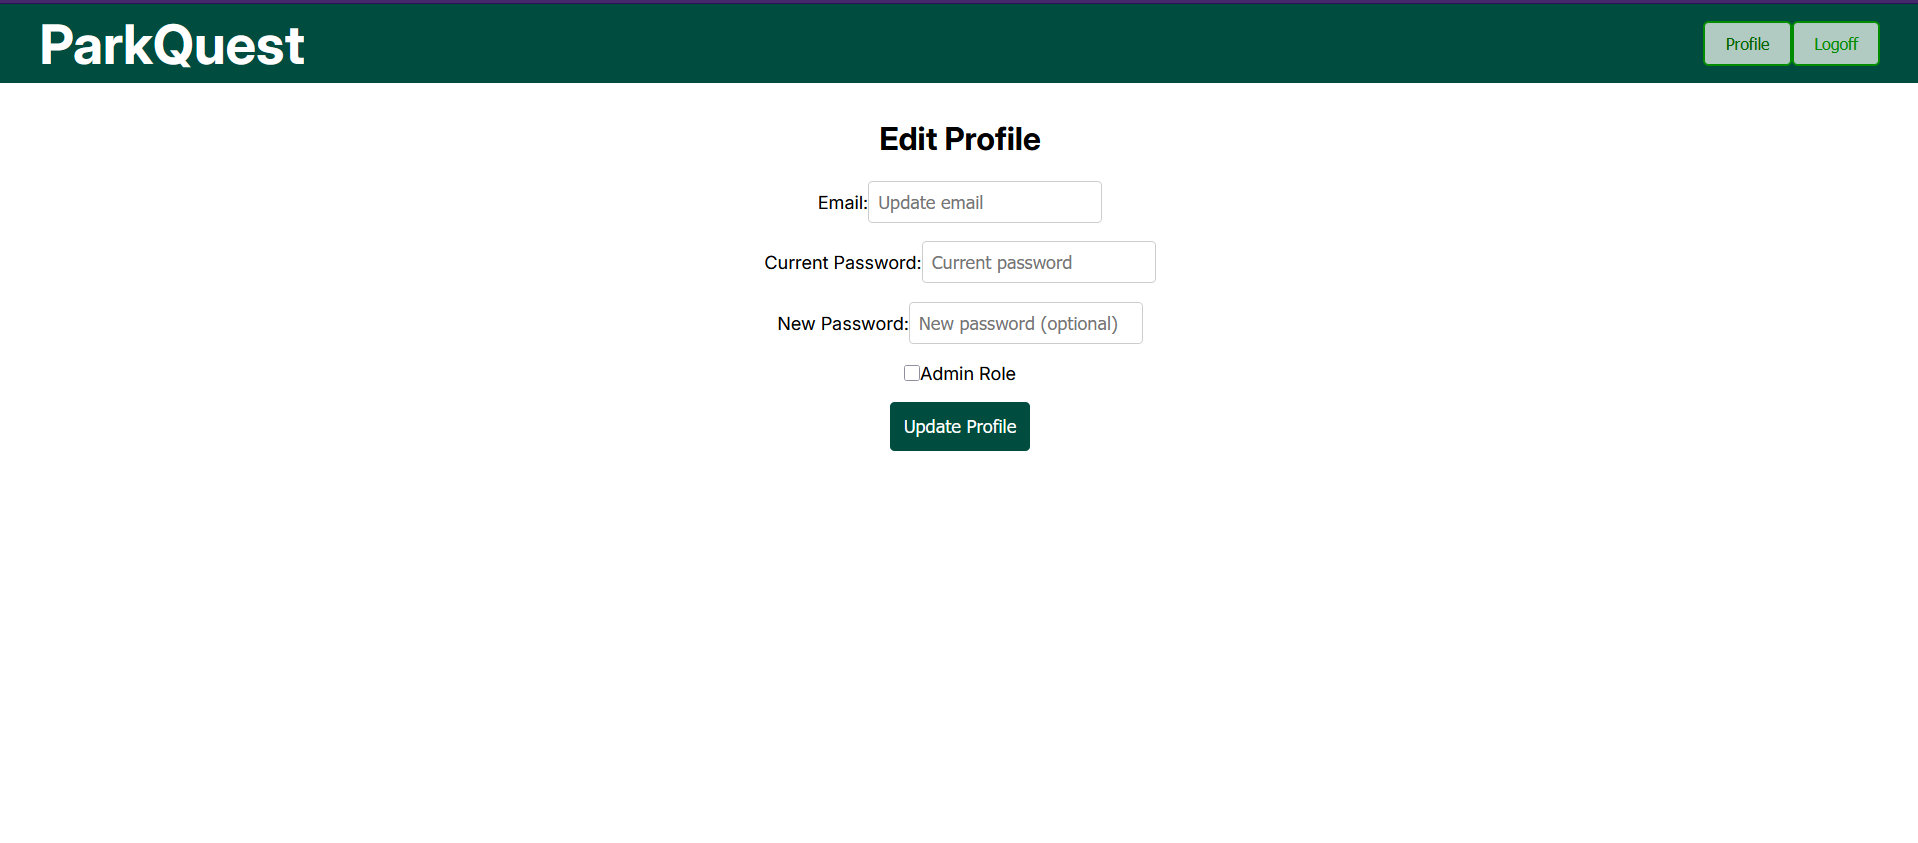 ParkQuest
Profile Logoff
Edit Profile
Email: Update email
Current Password: Current password
New Password: New password (optional)
Admin Role
Update Profile